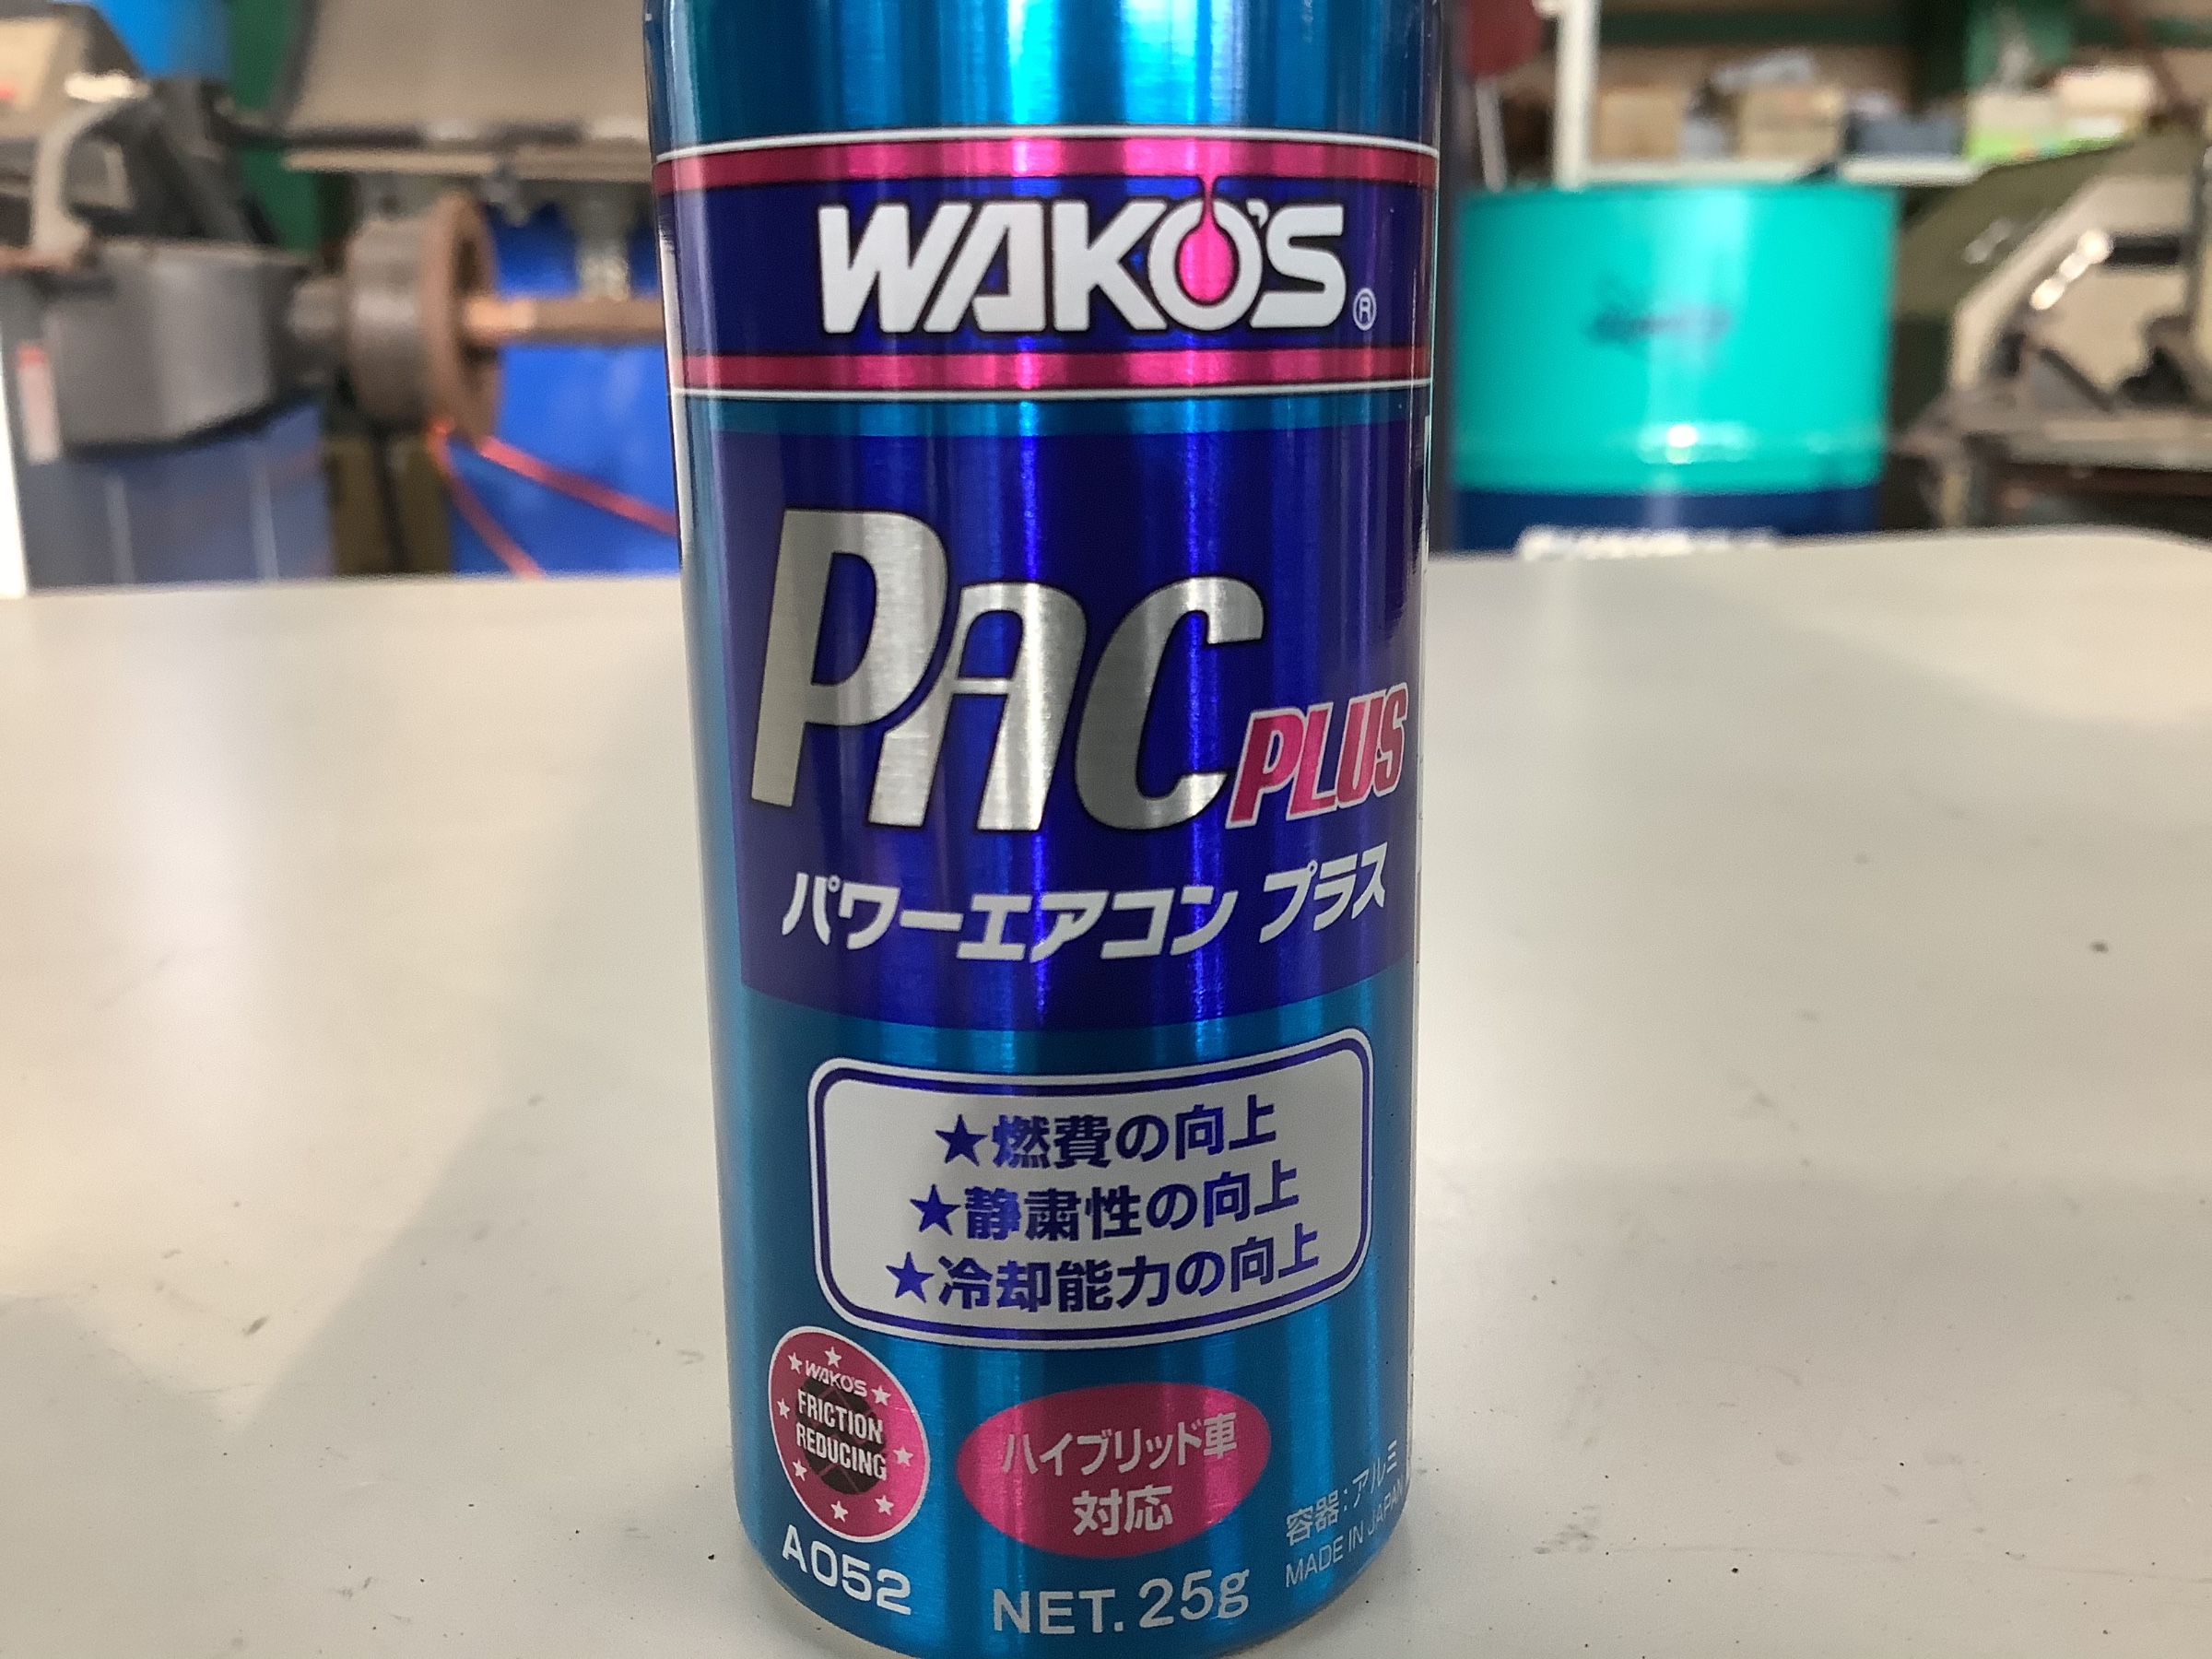 WAKO'S®
PAC PLUS
パワーエアコン プラス
★燃費の向上
★静粛性の向上
★冷却能力の向上
WAKO'S
FRICTION
REDUCING
A052
ハイブリッド車
対応
NET. 25g
容器:アルミ
MADE IN JAPAN